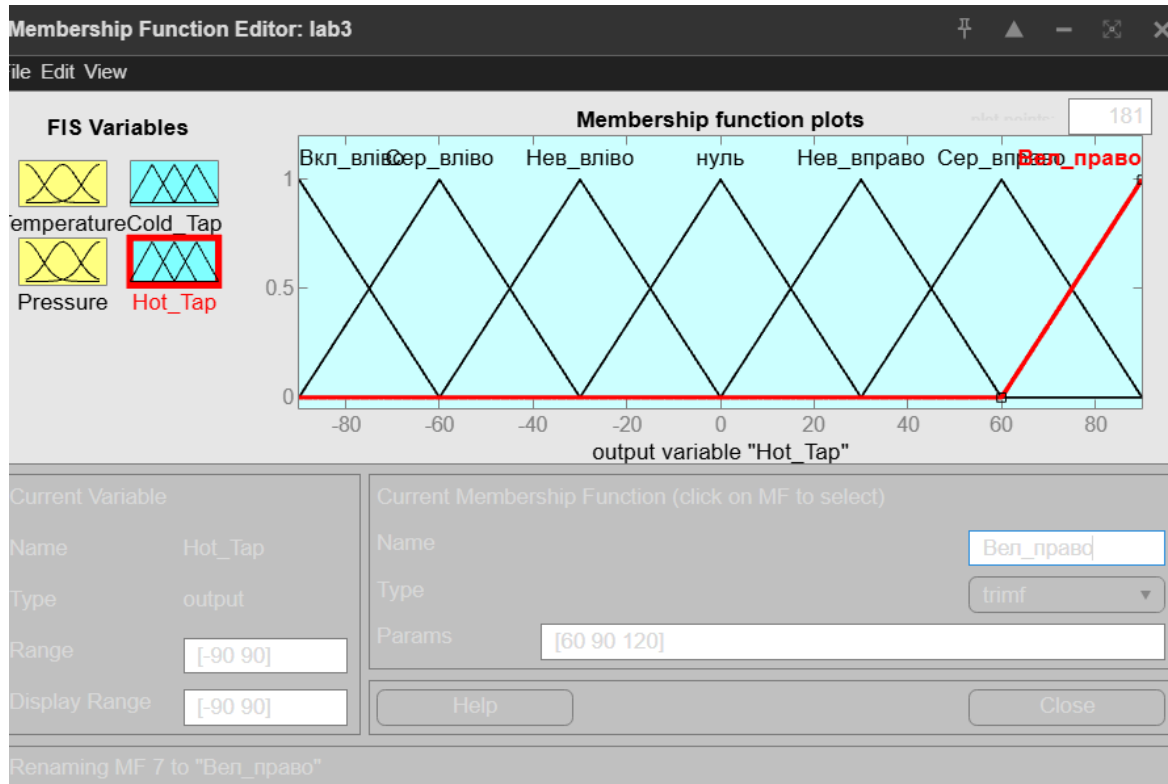 Membership Function Editor: lab3
File Edit View
FIS Variables
Membership function plots
plot points:
181
Temperature
Cold_Tap
Pressure
Hot_Tap
Вкл_вліво Сер_вліво Нев_вліво нуль Нев_вправо Сер_вправо Вел_право
1
0.5
0
-80 -60 -40 -20 0 20 40 60 80
output variable "Hot_Tap"
Current Variable
Name Hot_Tap
Type output
Range [-90 90]
Display Range [-90 90]
Current Membership Function (click on MF to select)
Name Вел_право
Type trimf
Params [60 90 120]
Help
Close
Renaming MF 7 to "Вел_право"